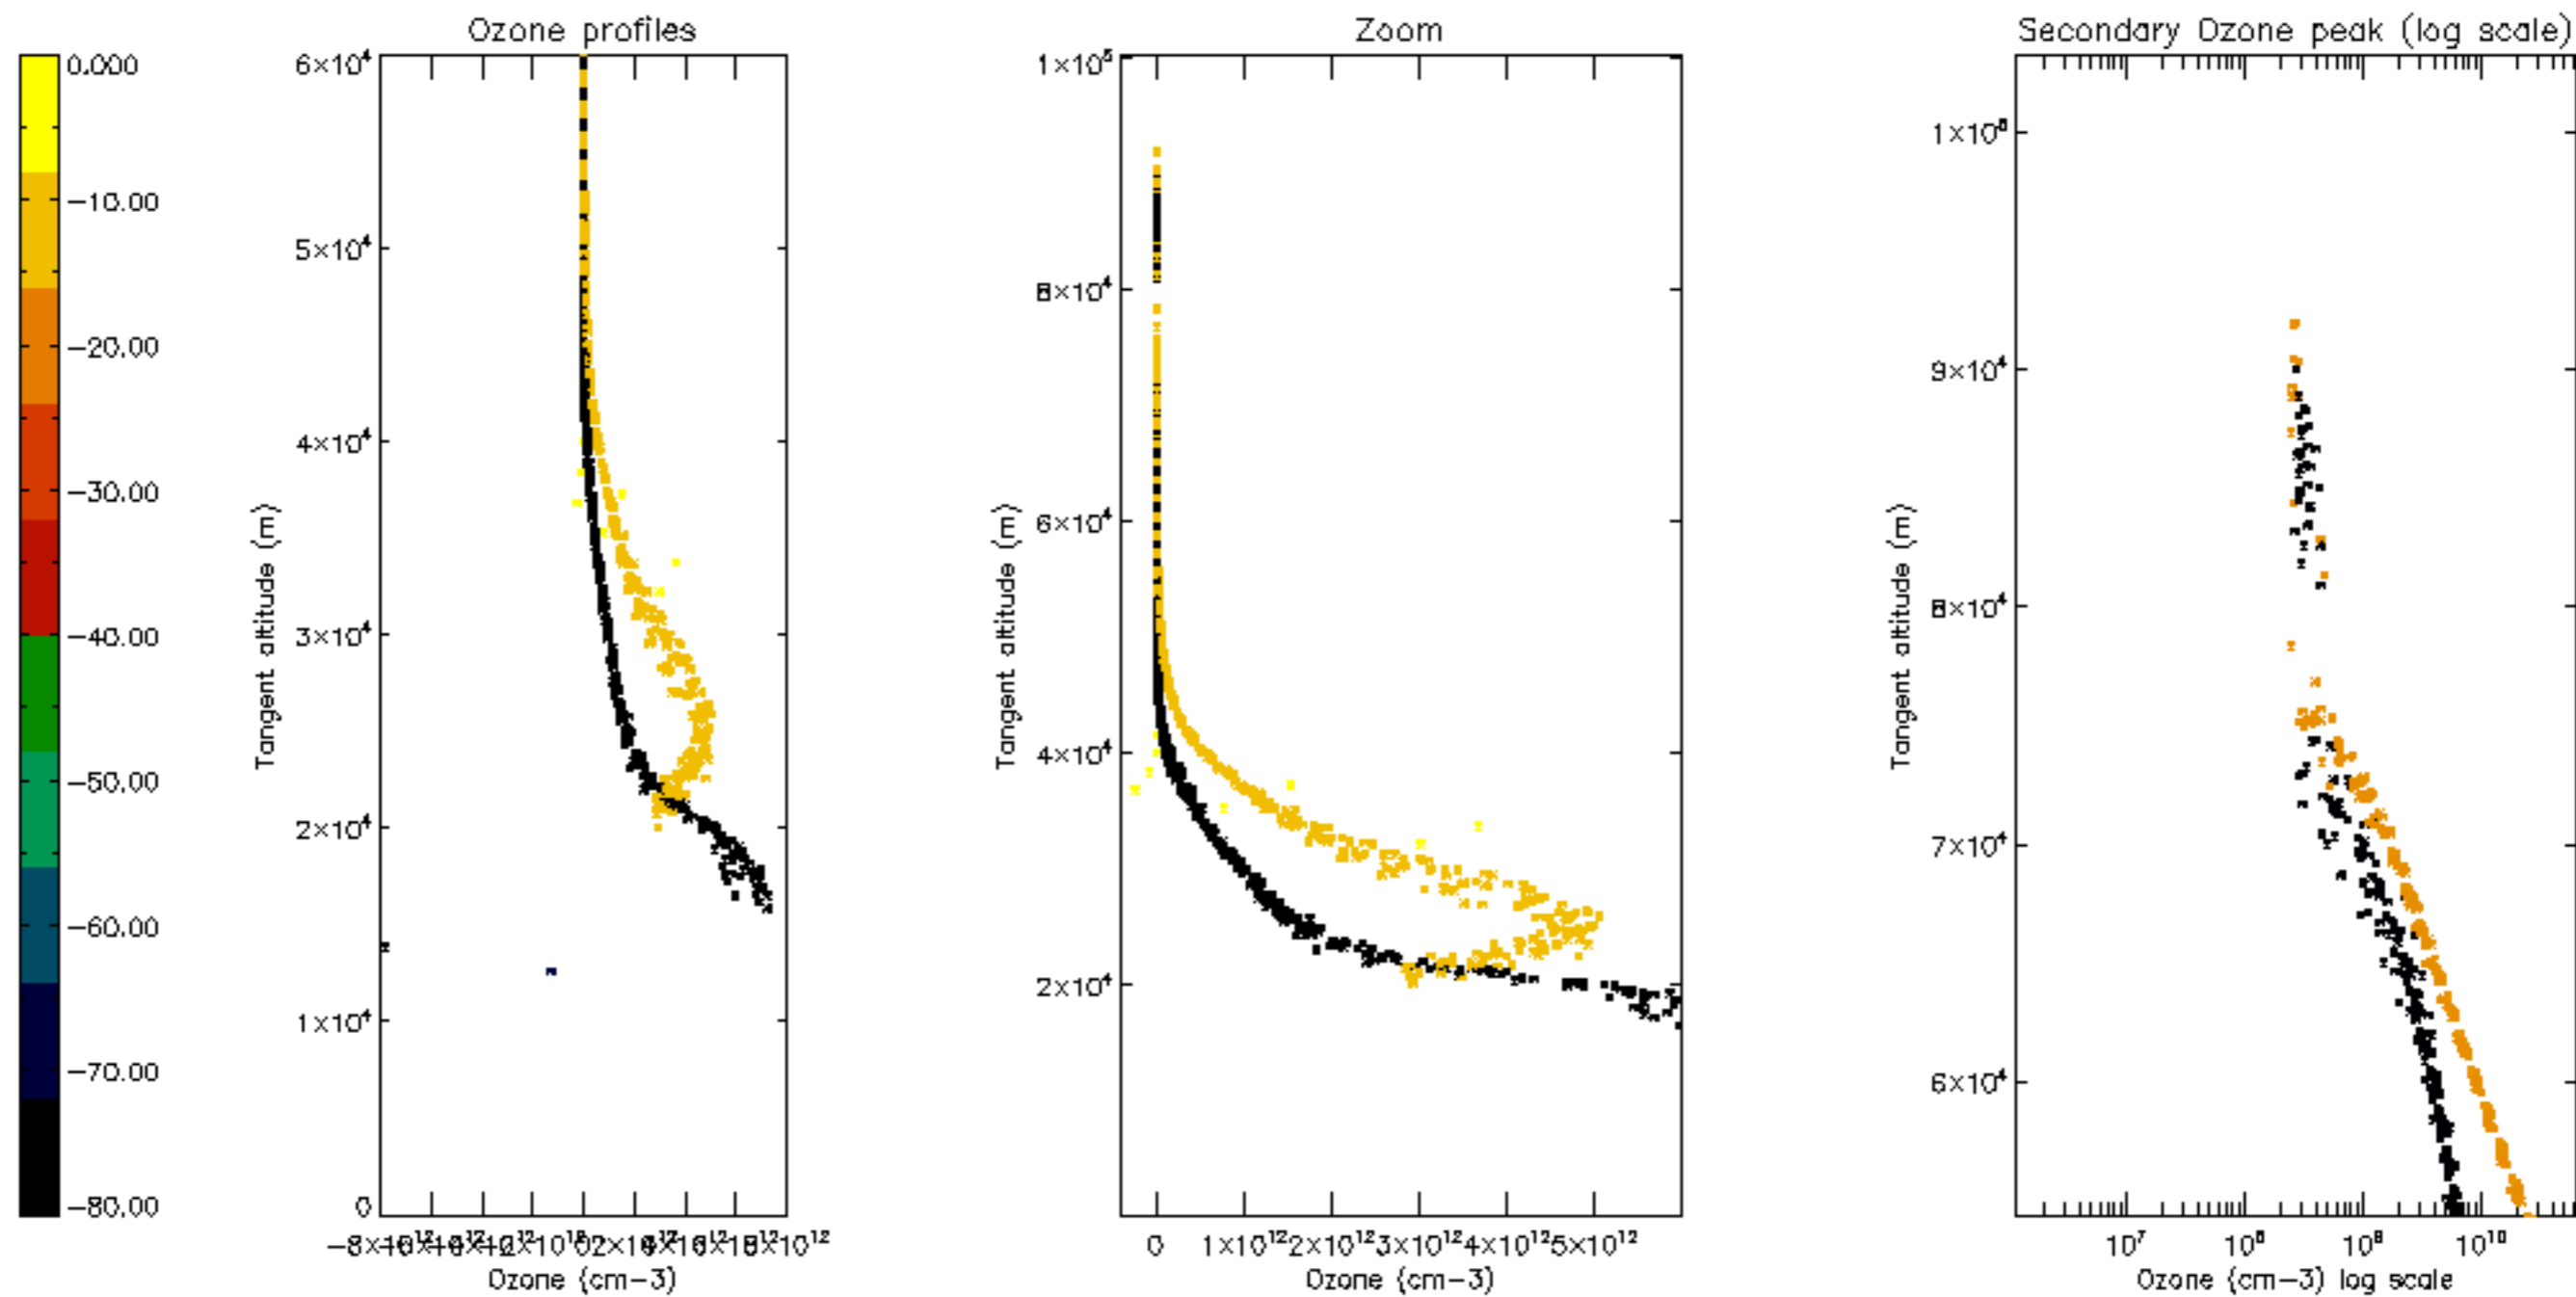 Ozone profiles
Zoom
Secondary Ozone peak (log scale)
0.000
−10.00
−20.00
−30.00
−40.00
−50.00
−60.00
−70.00
−80.00
6×10⁴
5×10⁴
4×10⁴
3×10⁴
2×10⁴
1×10⁴
0
Tangent altitude (m)
Ozone (cm−3)
1×10⁵
8×10⁴
6×10⁴
4×10⁴
2×10⁴
Tangent altitude (m)
0 1×10¹² 2×10¹² 3×10¹² 4×10¹² 5×10¹²
Ozone (cm−3)
9×10⁴
8×10⁴
7×10⁴
6×10⁴
Tangent altitude (m)
10⁷ 10⁸ 10⁹ 10¹⁰
Ozone (cm−3) log scale